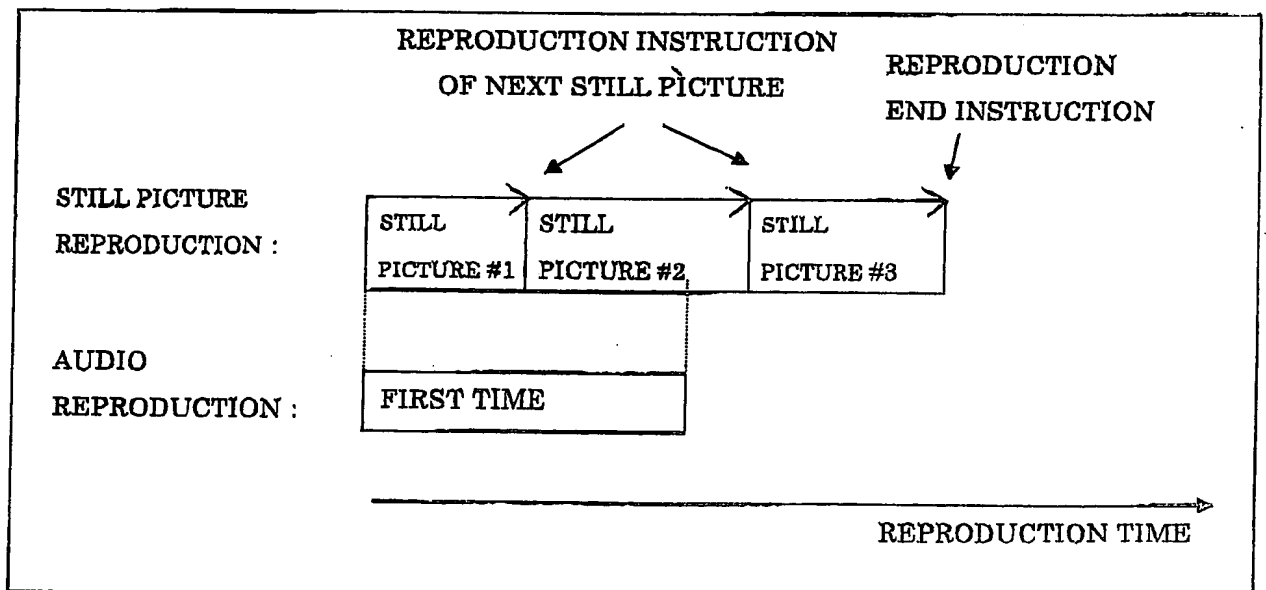 REPRODUCTION INSTRUCTION
OF NEXT STILL PICTURE
REPRODUCTION
END INSTRUCTION
STILL PICTURE
REPRODUCTION :
STILL
PICTURE #1
STILL
PICTURE #2
STILL
PICTURE #3
AUDIO
REPRODUCTION :
FIRST TIME
REPRODUCTION TIME